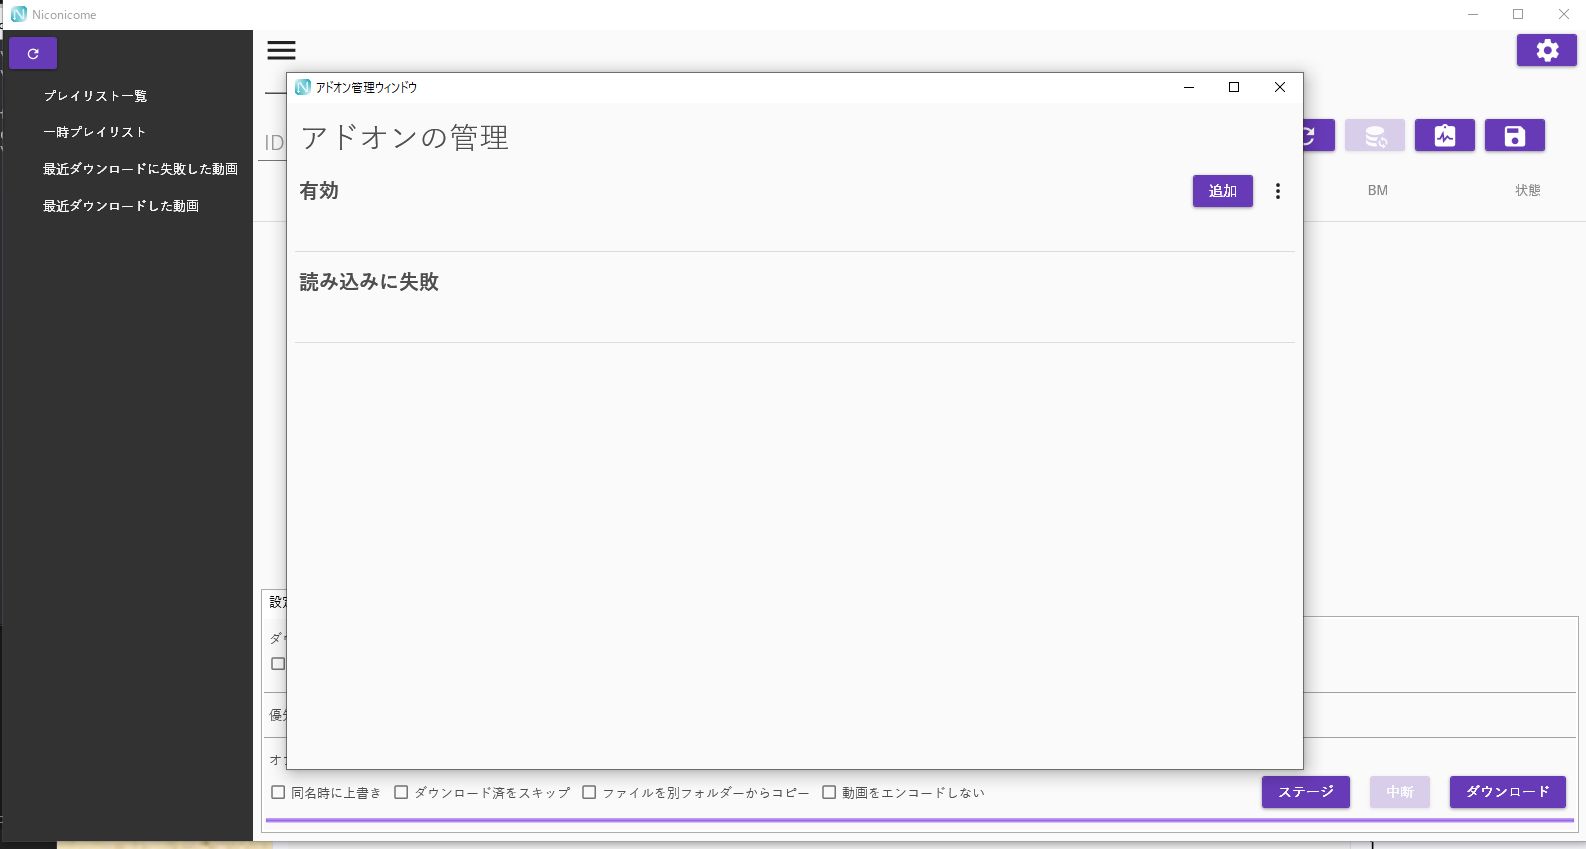 Niconicome
プレイリスト一覧
一時プレイリスト
最近ダウンロードに失敗した動画
最近ダウンロードした動画
アドオン管理ウィンドウ
ID
アドオンの管理
有効
追加
BM
状態
読み込みに失敗
同名時に上書き
ダウンロード済をスキップ
ファイルを別フォルダーからコピー
動画をエンコードしない
ステージ
中断
ダウンロード